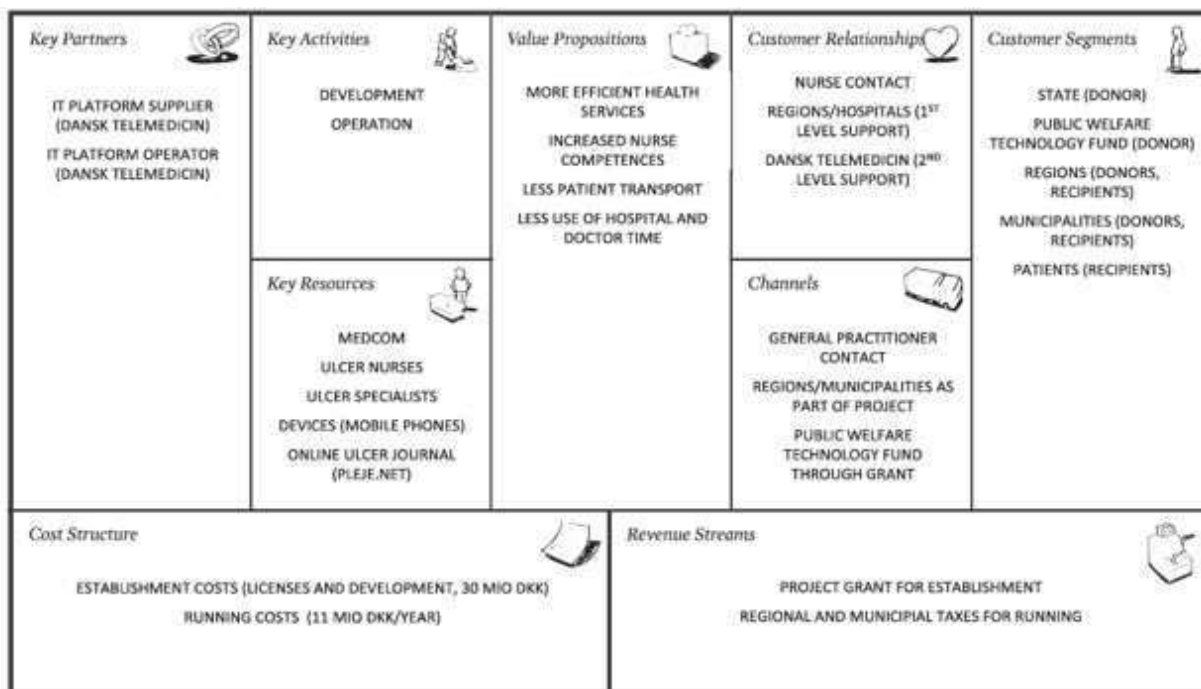 Key Partners
IT PLATFORM SUPPLIER
(DANSK TELEMEDICIN)
IT PLATFORM OPERATOR
(DANSK TELEMEDICIN)
Key Activities
DEVELOPMENT
OPERATION
Key Resources
MEDCOM
ULCER NURSES
ULCER SPECIALISTS
DEVICES (MOBILE PHONES)
ONLINE ULCER JOURNAL
(PLEJE.NET)
Value Propositions
MORE EFFICIENT HEALTH
SERVICES
INCREASED NURSE
COMPETENCES
LESS PATIENT TRANSPORT
LESS USE OF HOSPITAL AND
DOCTOR TIME
Customer Relationships
NURSE CONTACT
REGIONS/HOSPITALS (1ST
LEVEL SUPPORT)
DANSK TELEMEDICIN (2ND
LEVEL SUPPORT)
Channels
GENERAL PRACTITIONER
CONTACT
REGIONS/MUNICIPALITIES AS
PART OF PROJECT
PUBLIC WELFARE
TECHNOLOGY FUND
THROUGH GRANT
Customer Segments
STATE (DONOR)
PUBLIC WELFARE
TECHNOLOGY FUND (DONOR)
REGIONS (DONORS,
RECIPIENTS)
MUNICIPALITIES (DONORS,
RECIPIENTS)
PATIENTS (RECIPIENTS)
Cost Structure
ESTABLISHMENT COSTS (LICENSES AND DEVELOPMENT, 30 MIO DKK)
RUNNING COSTS (11 MIO DKK/YEAR)
Revenue Streams
PROJECT GRANT FOR ESTABLISHMENT
REGIONAL AND MUNICIPIAL TAXES FOR RUNNING